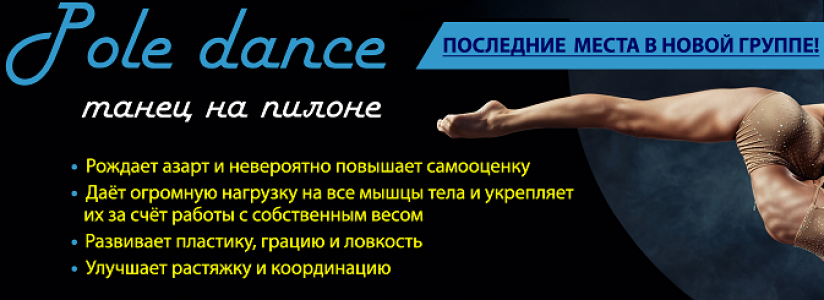 Pole dance
ПОСЛЕДНИЕ МЕСТА В НОВОЙ ГРУППЕ!
танец на пилоне
• Рождает азарт и невероятно повышает самооценку
• Даёт огромную нагрузку на все мышцы тела и укрепляет
их за счёт работы с собственным весом
• Развивает пластику, грацию и ловкость
• Улучшает растяжку и координацию